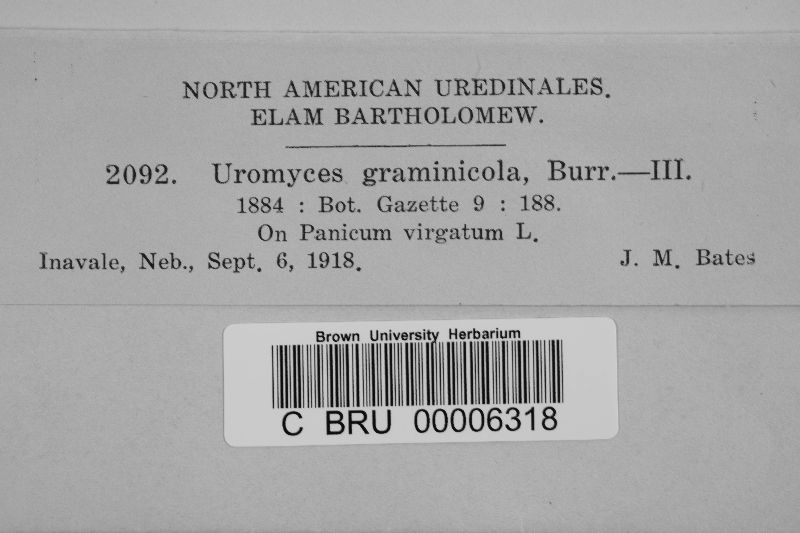 NORTH AMERICAN UREDINALES.
ELAM BARTHOLOMEW.
2092. Uromyces graminicola, Burr.—III.
1884 : Bot. Gazette 9 : 188.
On Panicum virgatum L.
Inavale, Neb., Sept. 6, 1918. J. M. Bates
Brown University Herbarium
C BRU 00006318